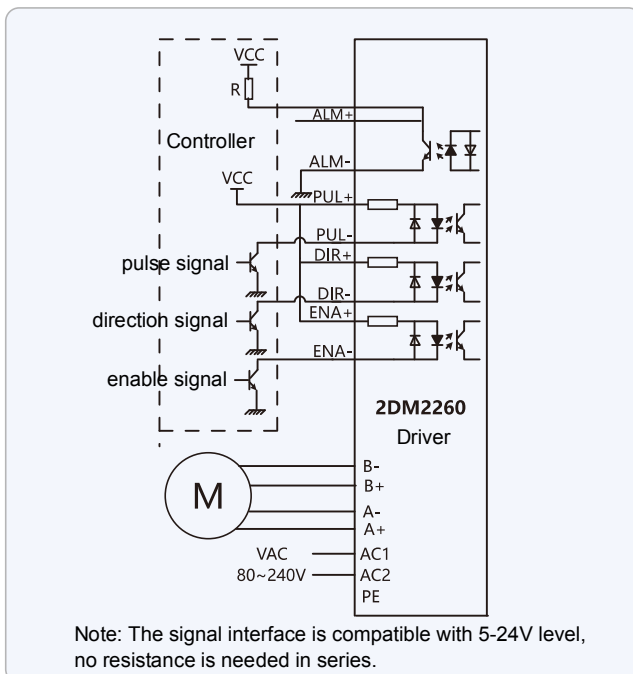 VCC
R
ALM+
Controller
ALM-
VCC
PUL+
PUL-
pulse signal
DIR+
DIR-
direction signal
ENA+
ENA-
enable signal
2DM2260
Driver
B-
B+
M
A-
A+
VAC
AC1
80~240V
AC2
PE
Note: The signal interface is compatible with 5-24V level,
no resistance is needed in series.